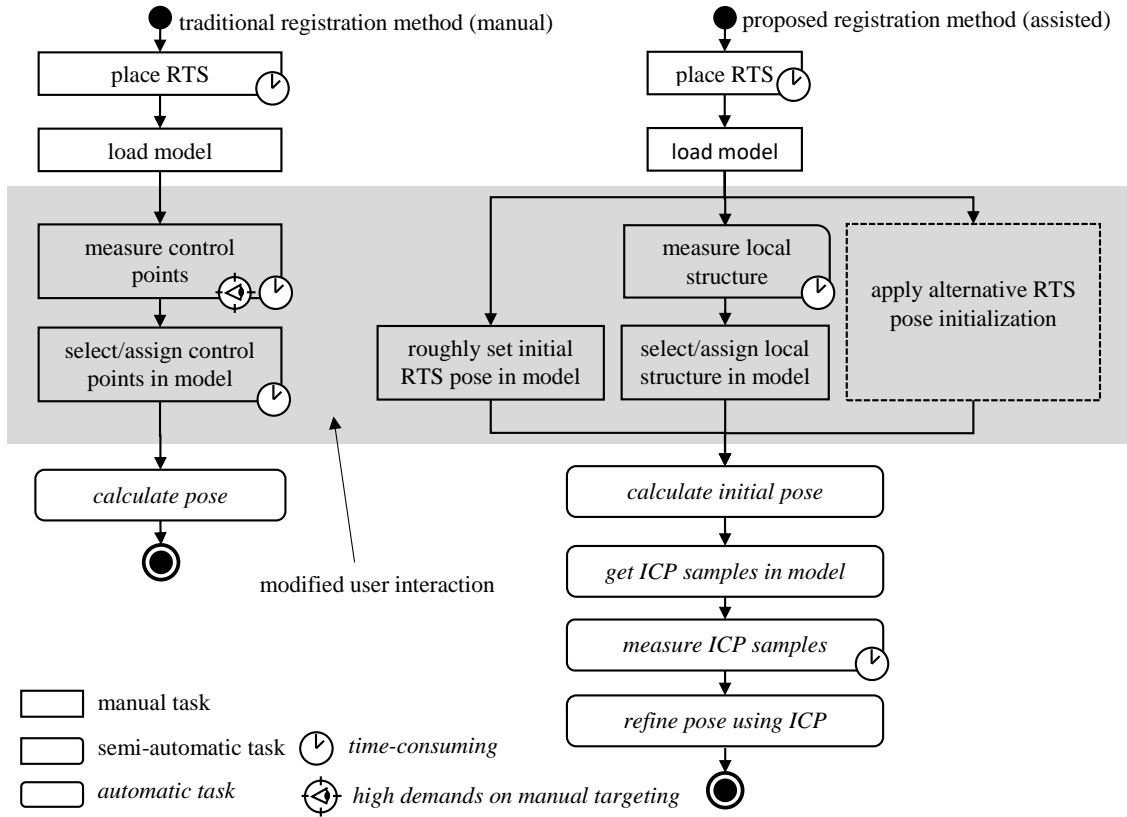 traditional registration method (manual)
place RTS
load model
measure control
points
select/assign control
points in model
calculate pose
modified user interaction
proposed registration method (assisted)
place RTS
load model
measure local
structure
roughly set initial
RTS pose in model
select/assign local
structure in model
apply alternative RTS
pose initialization
calculate initial pose
get ICP samples in model
measure ICP samples
refine pose using ICP
manual task
semi-automatic task
automatic task
time-consuming
high demands on manual targeting